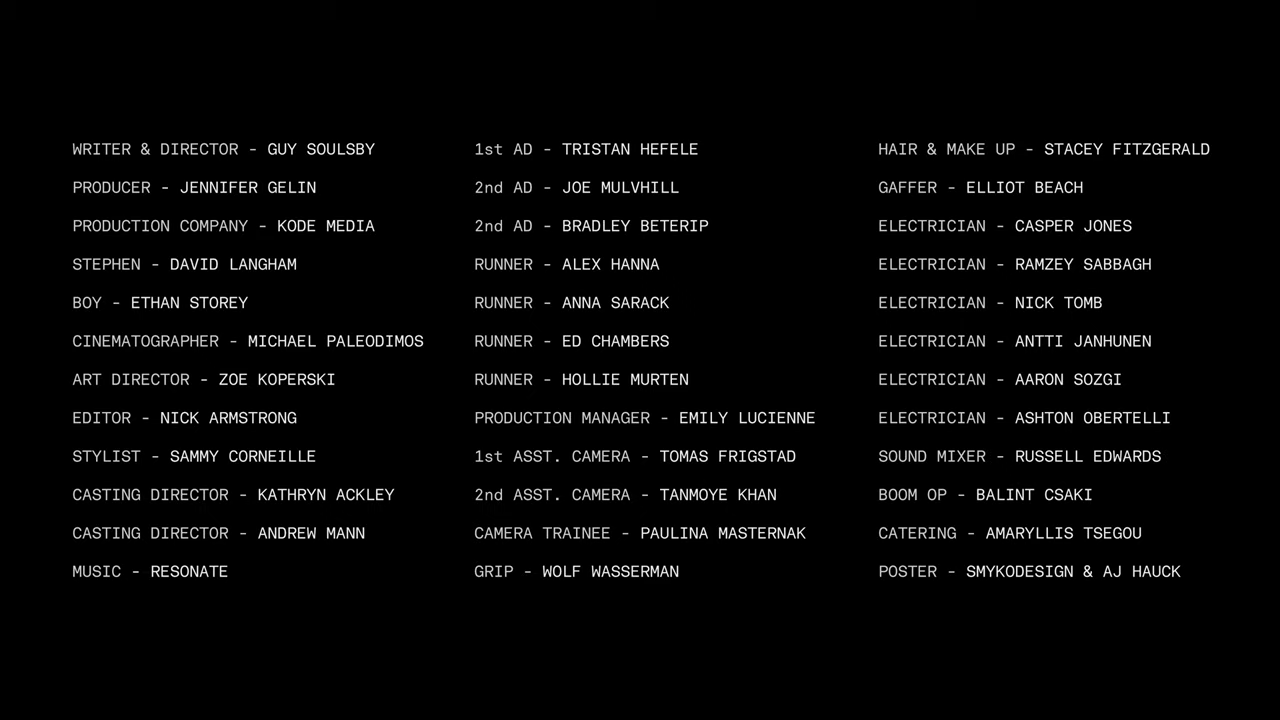 WRITER & DIRECTOR - GUY SOULSBY
PRODUCER - JENNIFER GELIN
PRODUCTION COMPANY - KODE MEDIA
STEPHEN - DAVID LANGHAM
BOY - ETHAN STOREY
CINEMATOGRAPHER - MICHAEL PALEODIMOS
ART DIRECTOR - ZOE KOPERSKI
EDITOR - NICK ARMSTRONG
STYLIST - SAMMY CORNEILLE
CASTING DIRECTOR - KATHRYN ACKLEY
CASTING DIRECTOR - ANDREW MANN
MUSIC - RESONATE
1st AD - TRISTAN HEFELE
2nd AD - JOE MULVHILL
2nd AD - BRADLEY BETERIP
RUNNER - ALEX HANNA
RUNNER - ANNA SARACK
RUNNER - ED CHAMBERS
RUNNER - HOLLIE MURTEN
PRODUCTION MANAGER - EMILY LUCIENNE
1st ASST. CAMERA - TOMAS FRIGSTAD
2nd ASST. CAMERA - TANMOYE KHAN
CAMERA TRAINEE - PAULINA MASTERNAK
GRIP - WOLF WASSERMAN
HAIR & MAKE UP - STACEY FITZGERALD
GAFFER - ELLIOT BEACH
ELECTRICIAN - CASPER JONES
ELECTRICIAN - RAMZEY SABBAGH
ELECTRICIAN - NICK TOMB
ELECTRICIAN - ANTTI JANHUNEN
ELECTRICIAN - AARON SOZGI
ELECTRICIAN - ASHTON OBERTELLI
SOUND MIXER - RUSSELL EDWARDS
BOOM OP - BALINT CSAKI
CATERING - AMARYLLIS TSEGOU
POSTER - SMYKODESIGN & AJ HAUCK